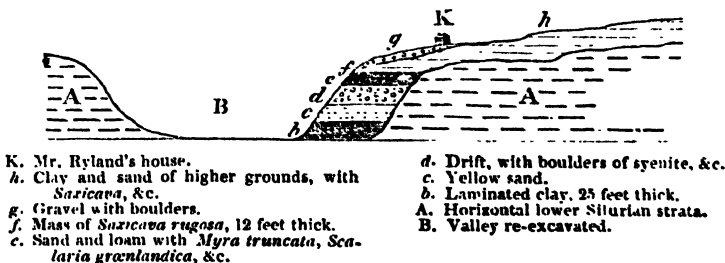 K
h
g
f
e
A
d
A
B
c
b
K. Mr. Ryland's house.
h. Clay and sand of higher grounds, with
Saxicava, &c.
g. Gravel with boulders.
f. Mass of Saxicava rugosa, 12 feet thick.
e. Sand and loam with Myra truncata, Sca-
laria grœnlandica, &c.
d. Drift, with boulders of syenite, &c.
c. Yellow sand.
b. Laminated clay, 25 feet thick.
A. Horizontal lower Silurian strata.
B. Valley re-excavated.